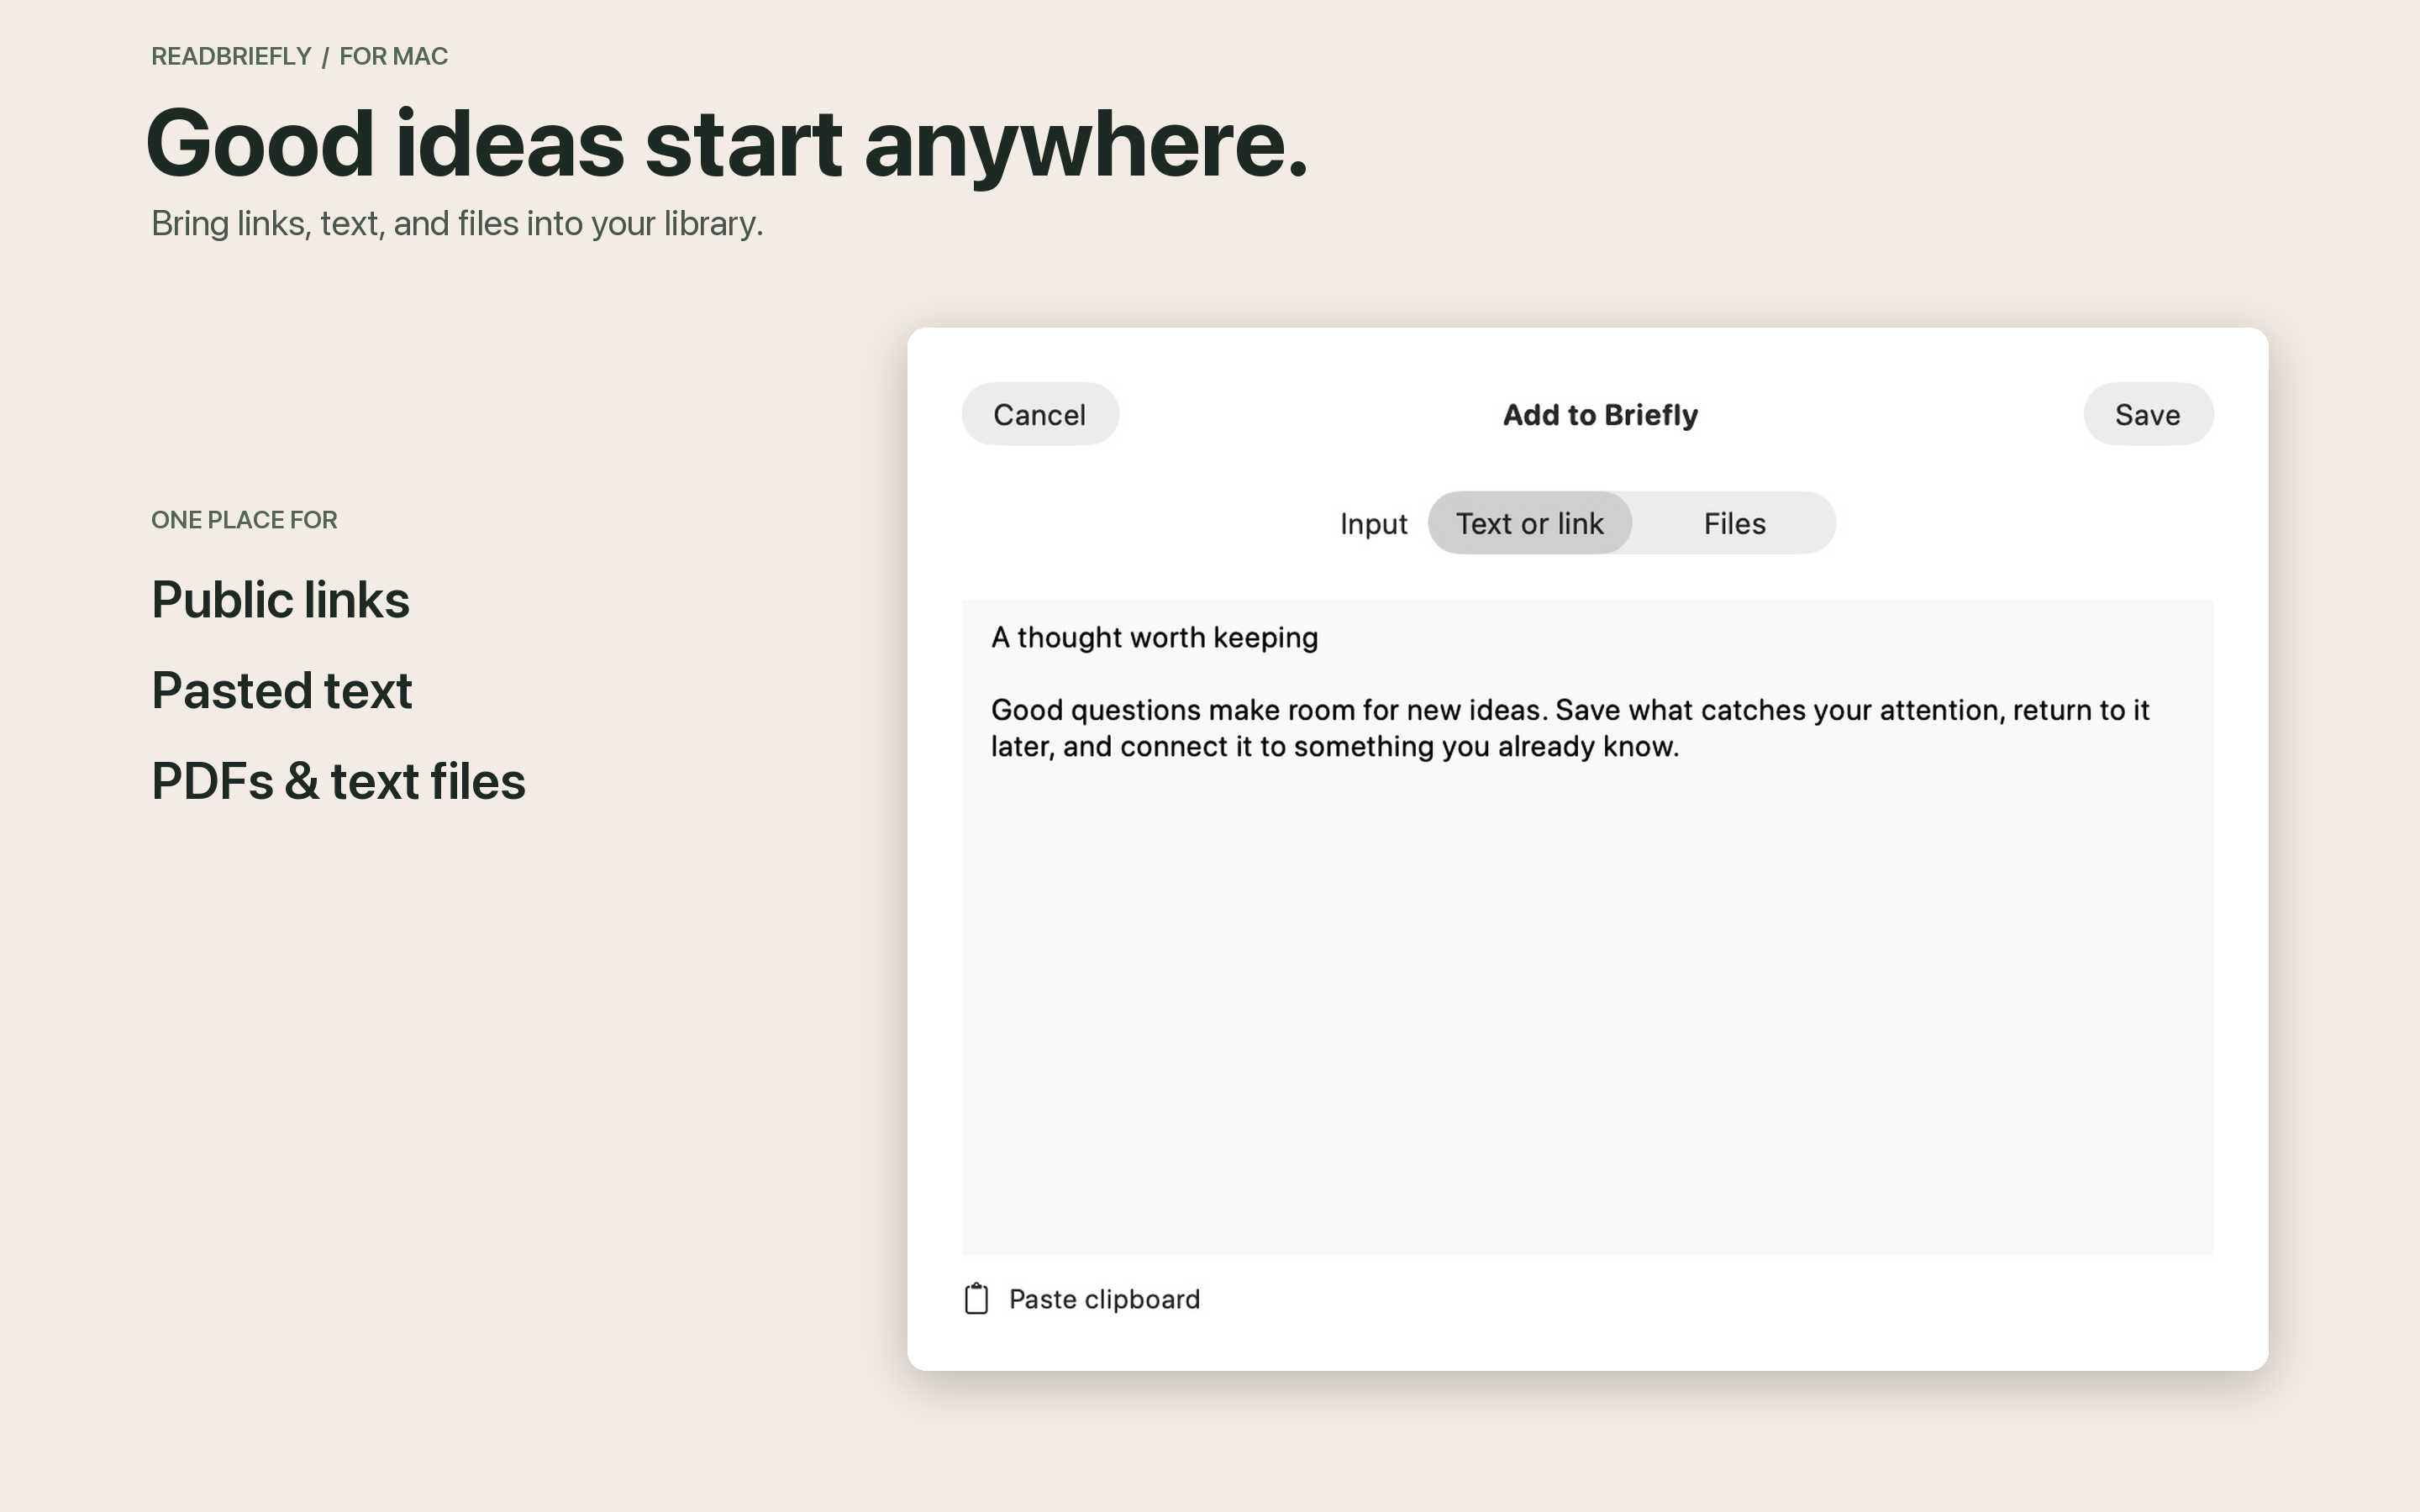 READBRIEFLY / FOR MAC
Good ideas start anywhere.
Bring links, text, and files into your library.
ONE PLACE FOR
Public links
Pasted text
PDFs & text files
Cancel
Add to Briefly
Save
Input
Text or link
Files
A thought worth keeping
Good questions make room for new ideas. Save what catches your attention, return to it
later, and connect it to something you already know.
Paste clipboard